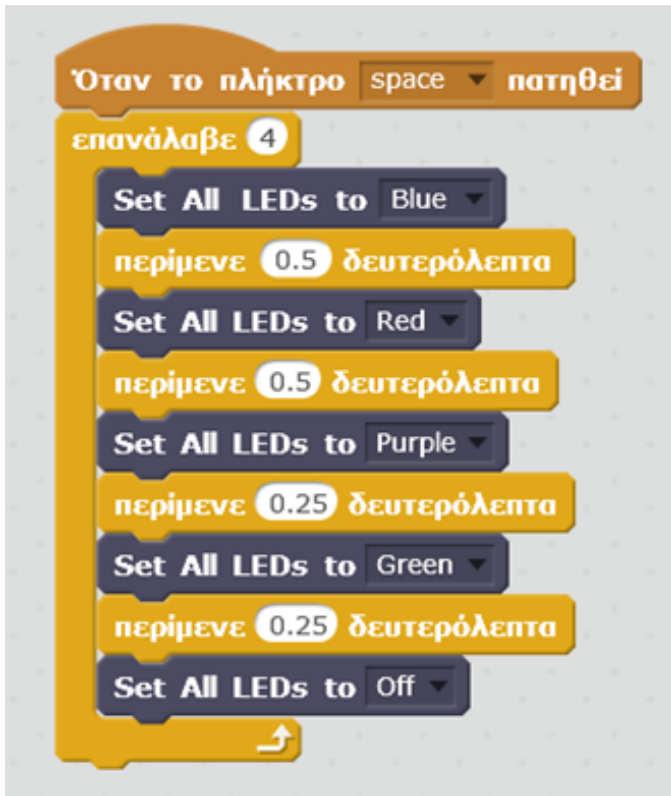 Όταν το πλήκτρο space πατηθεί
επανάλαβε 4
Set All LEDs to Blue
περίμενε 0.5 δευτερόλεπτα
Set All LEDs to Red
περίμενε 0.5 δευτερόλεπτα
Set All LEDs to Purple
περίμενε 0.25 δευτερόλεπτα
Set All LEDs to Green
περίμενε 0.25 δευτερόλεπτα
Set All LEDs to Off